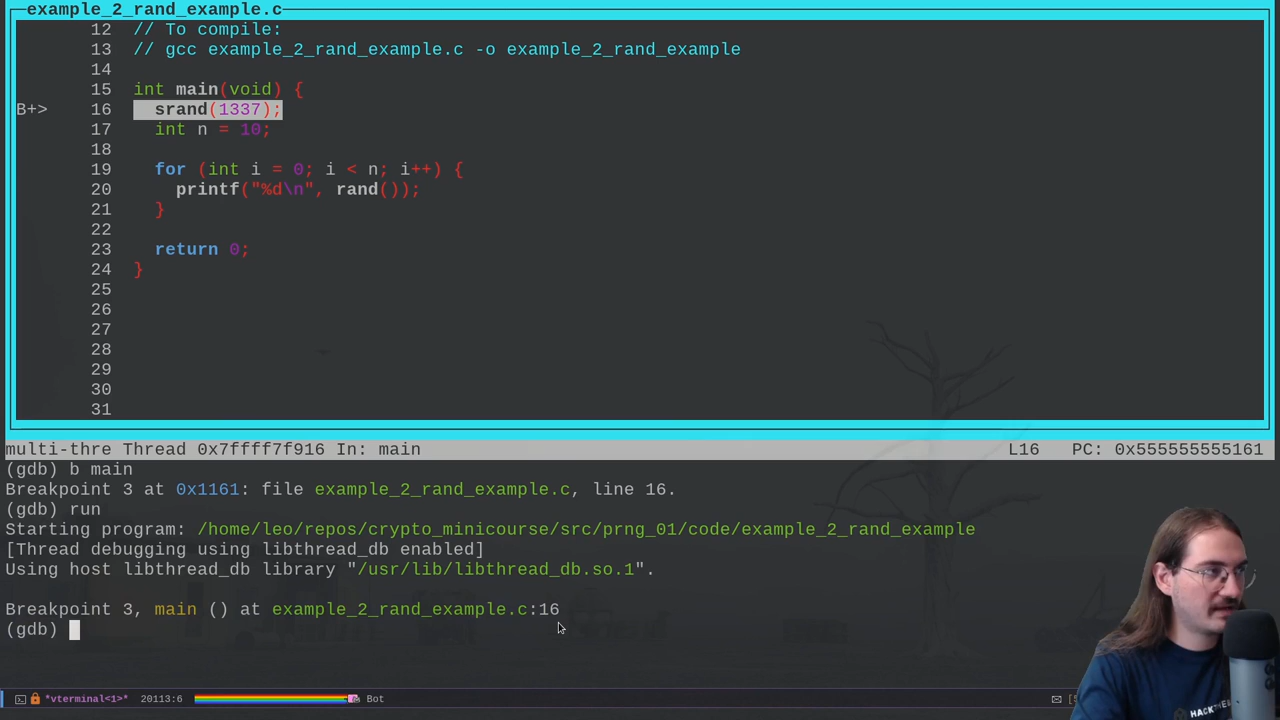 example_2_rand_example.c
12 // To compile:
13 // gcc example_2_rand_example.c -o example_2_rand_example
14
15 int main(void) {
B+> 16 srand(1337);
17 int n = 10;
18
19 for (int i = 0; i < n; i++) {
20 printf("%d\n", rand());
21 }
22
23 return 0;
24 }
25
26
27
28
29
30
31
multi-thre Thread 0x7ffff7f916 In: main L16 PC: 0x555555555161
(gdb) b main
Breakpoint 3 at 0x1161: file example_2_rand_example.c, line 16.
(gdb) run
Starting program: /home/leo/repos/crypto_minicourse/src/prng_01/code/example_2_rand_example
[Thread debugging using libthread_db enabled]
Using host libthread_db library "/usr/lib/libthread_db.so.1".
Breakpoint 3, main () at example_2_rand_example.c:16
(gdb)
*vterminal<1>* 20113:6 Bot